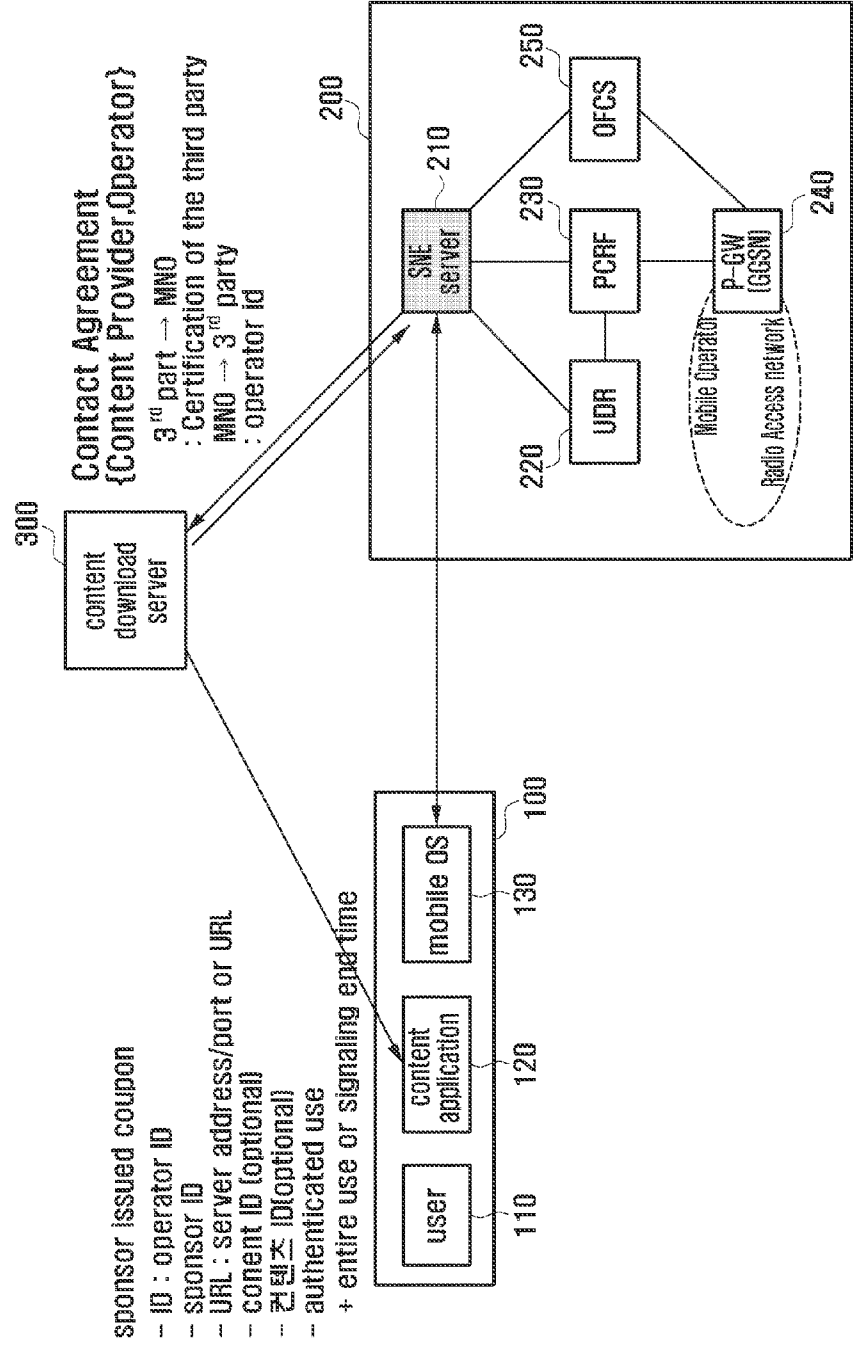 sponsor issued coupon
- ID : operator ID
- sponsor ID
- URL : server address/port or URL
- conent ID (optional)
- 컨텐츠 ID(optional)
- authenticated use
+ entire use or signaling end time
300
content
download
server
Contact Agreement
{Content Provider,Operator}
3rd part → MNO
: Certification of the third party
MNO → 3rd party
: operator id
user
110
content
application
120
mobile OS
130
100
200
SNE
server
210
UDR
220
PCRF
230
OFCS
250
Mobile Operator
Radio Access network
P-GW
(GGSN)
240